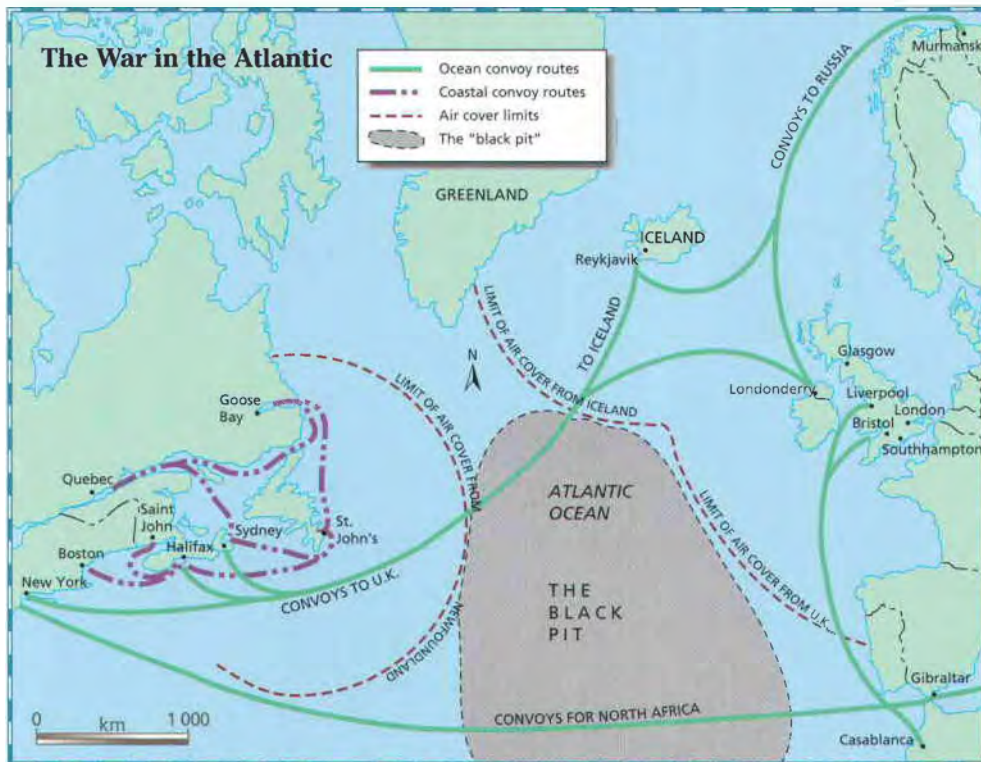 The War in the Atlantic
Ocean convoy routes
Coastal convoy routes
Air cover limits
The "black pit"
Murmansk
CONVOYS TO RUSSIA
GREENLAND
ICELAND
Reykjavik
LIMIT OF AIR COVER FROM ICELAND
TO ICELAND
N
LIMIT OF AIR COVER FROM
NEWFOUNDLAND
Glasgow
Londonderry
Liverpool
London
Bristol
Southhampton
Goose
Bay
Quebec
Saint
John
Sydney
St.
John's
Halifax
Boston
New York
CONVOYS TO U.K.
ATLANTIC
OCEAN
THE
BLACK
PIT
LIMIT OF AIR COVER FROM U.K.
CONVOYS FOR NORTH AFRICA
Gibraltar
Casablanca
0 km 1 000